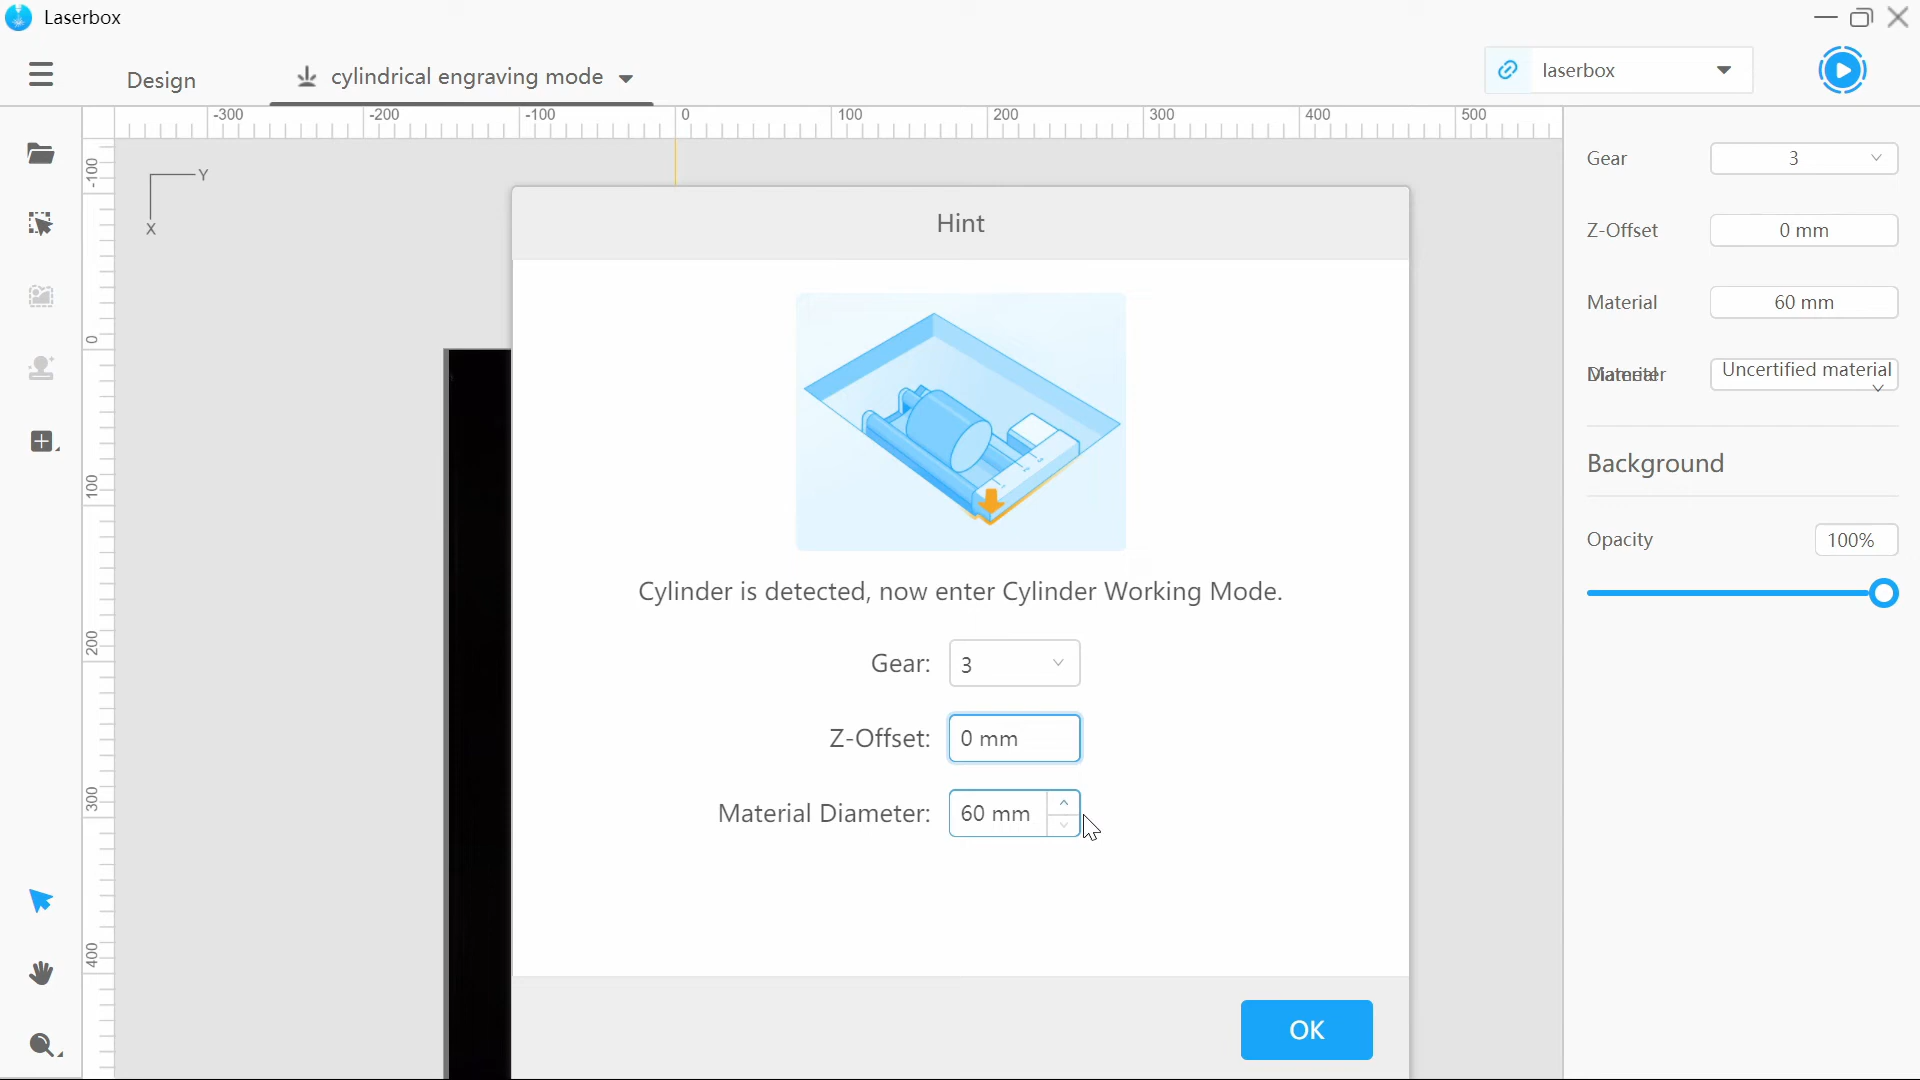 Laserbox
Design
cylindrical engraving mode
laserbox
-300 -200 -100 0 100 200 300 400 500
-100
0
100
200
300
400
Y
X
Hint
Cylinder is detected, now enter Cylinder Working Mode.
Gear: 3
Z-Offset: 0 mm
Material Diameter: 60 mm
OK
Gear 3
Z-Offset 0 mm
Material 60 mm
Uncertified material
Background
Opacity 100%